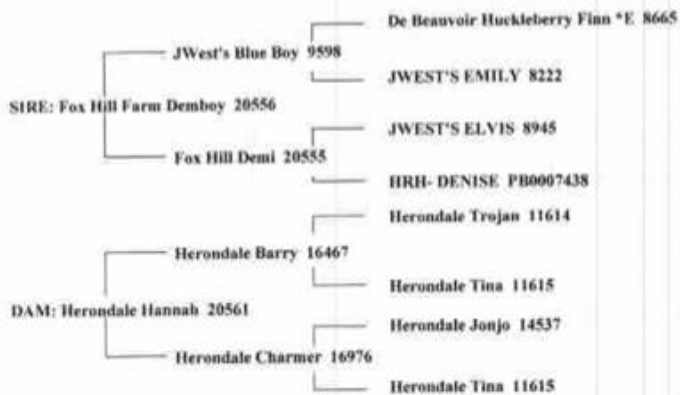 De Beauvoir Huckleberry Finn *E 8665
JWest's Blue Boy 9598
JWEST'S EMILY 8222
SIRE: Fox Hill Farm Demboy 20556
JWEST'S ELVIS 8945
Fox Hill Demi 20555
HRH- DENISE PB0007438
Herondale Trojan 11614
Herondale Barry 16467
Herondale Tina 11615
DAM: Herondale Hannah 20561
Herondale Jonjo 14537
Herondale Charmer 16976
Herondale Tina 11615